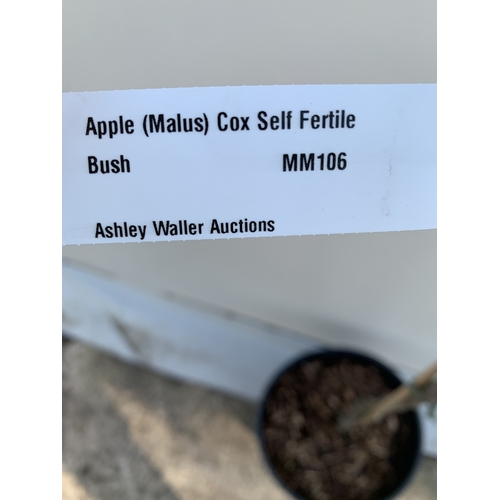 Apple (Malus) Cox Self Fertile
Bush MM106
Ashley Waller Auctions